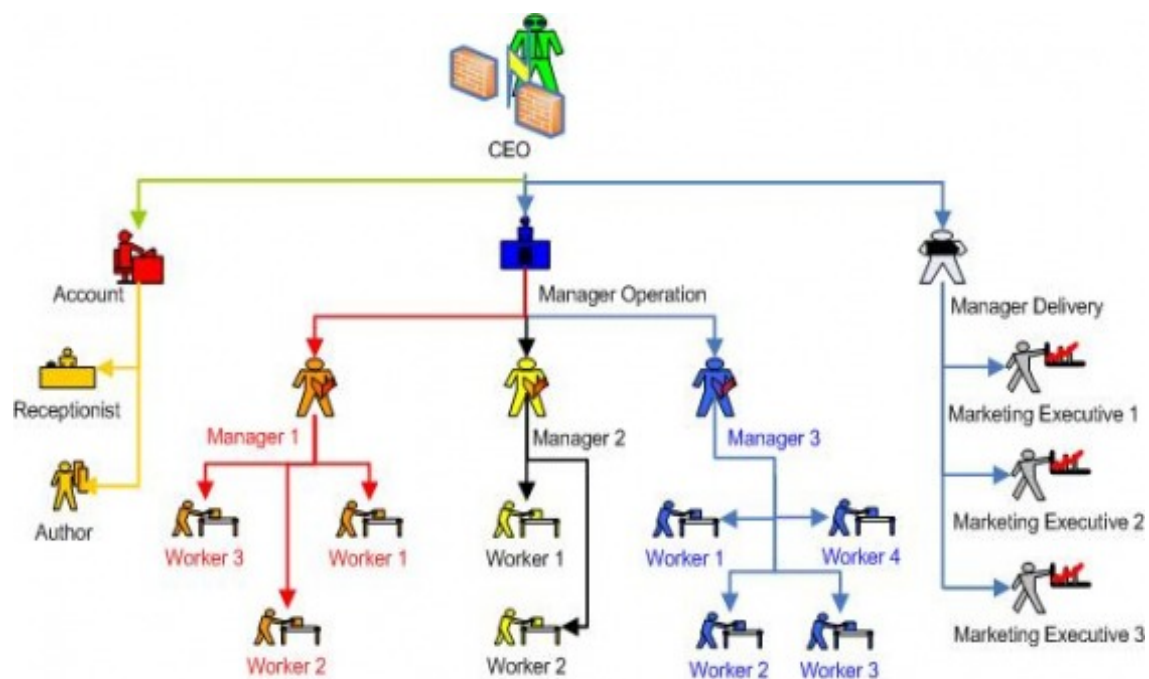 CEO
Account
Manager Operation
Manager Delivery
Receptionist
Marketing Executive 1
Manager 1
Manager 2
Manager 3
Author
Marketing Executive 2
Worker 3
Worker 1
Worker 1
Worker 1
Worker 4
Marketing Executive 3
Worker 2
Worker 2
Worker 2
Worker 3